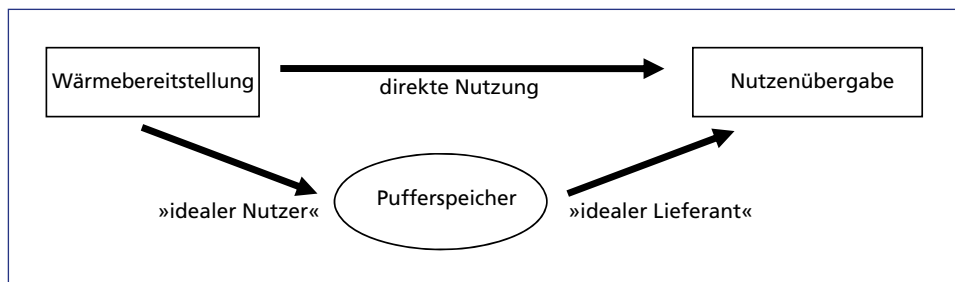 Wärmebereitstellung
direkte Nutzung
Nutzenübergabe
»idealer Nutzer«
Pufferspeicher
»idealer Lieferant«